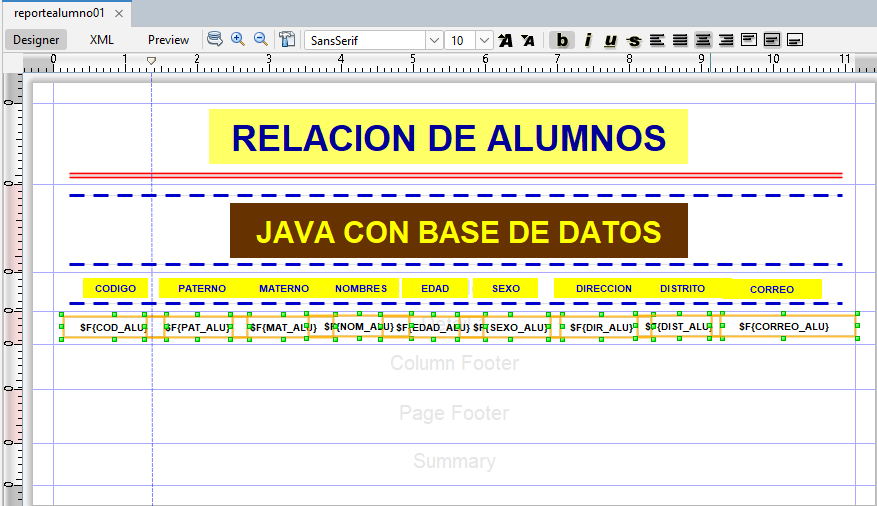 reportealumno01
Designer XML Preview SansSerif 10 b i u s
0 1 2 3 4 5 6 7 8 9 10 11
RELACION DE ALUMNOS
JAVA CON BASE DE DATOS
CODIGO PATERNO MATERNO NOMBRES EDAD SEXO DIRECCION DISTRITO CORREO
$F{COD_ALU} $F{PAT_ALU} $F{MAT_ALU} $F{NOM_ALU} $F{EDAD_ALU} $F{SEXO_ALU} $F{DIR_ALU} $F{DIST_ALU} $F{CORREO_ALU}
Column Footer
Page Footer
Summary